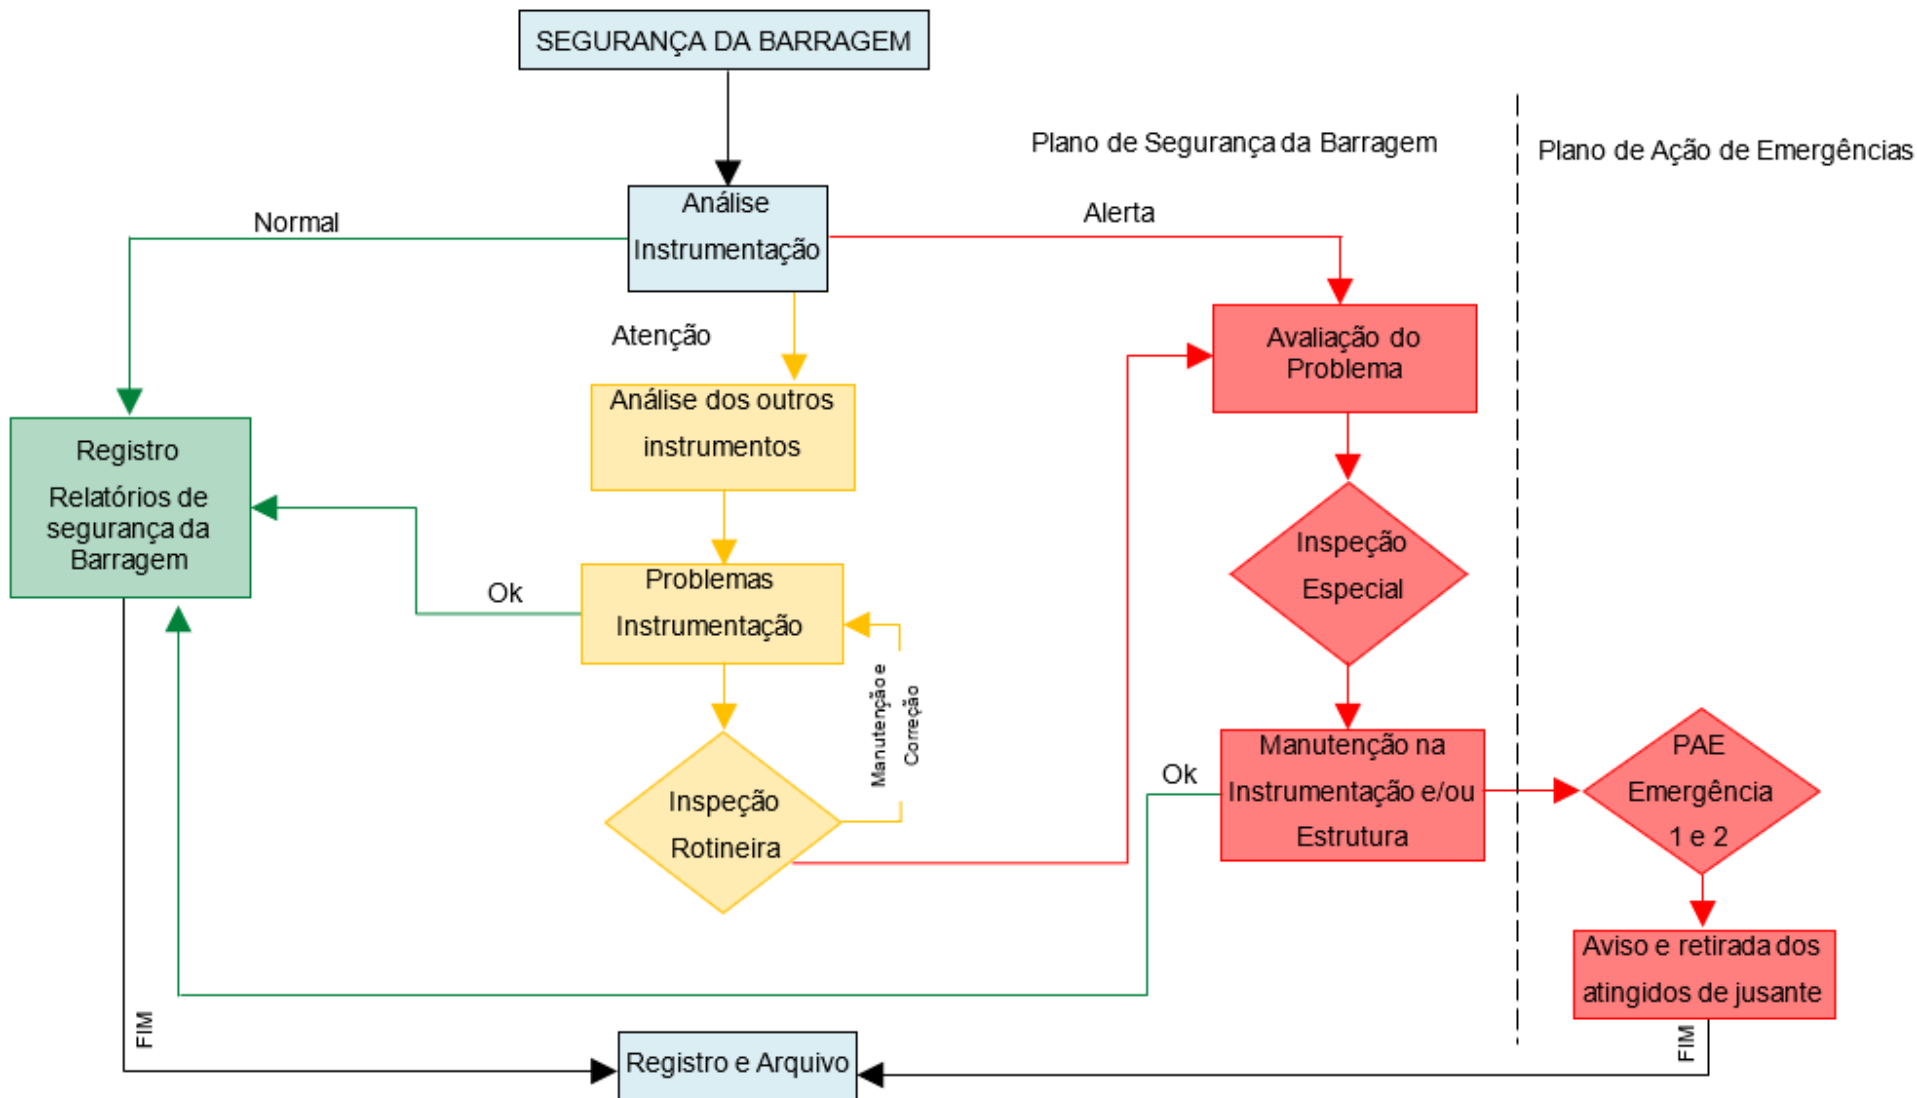 SEGURANÇA DA BARRAGEM
Plano de Segurança da Barragem
Plano de Ação de Emergências
Análise
Instrumentação
Normal
Alerta
Atenção
Avaliação do
Problema
Análise dos outros
instrumentos
Registro
Relatórios de
segurança da
Barragem
Inspeção
Especial
Ok
Problemas
Instrumentação
Manutenção e
Correção
Inspeção
Rotineira
Ok
Manutenção na
Instrumentação e/ou
Estrutura
PAE
Emergência
1 e 2
Aviso e retirada dos
atingidos de jusante
FIM
FIM
Registro e Arquivo